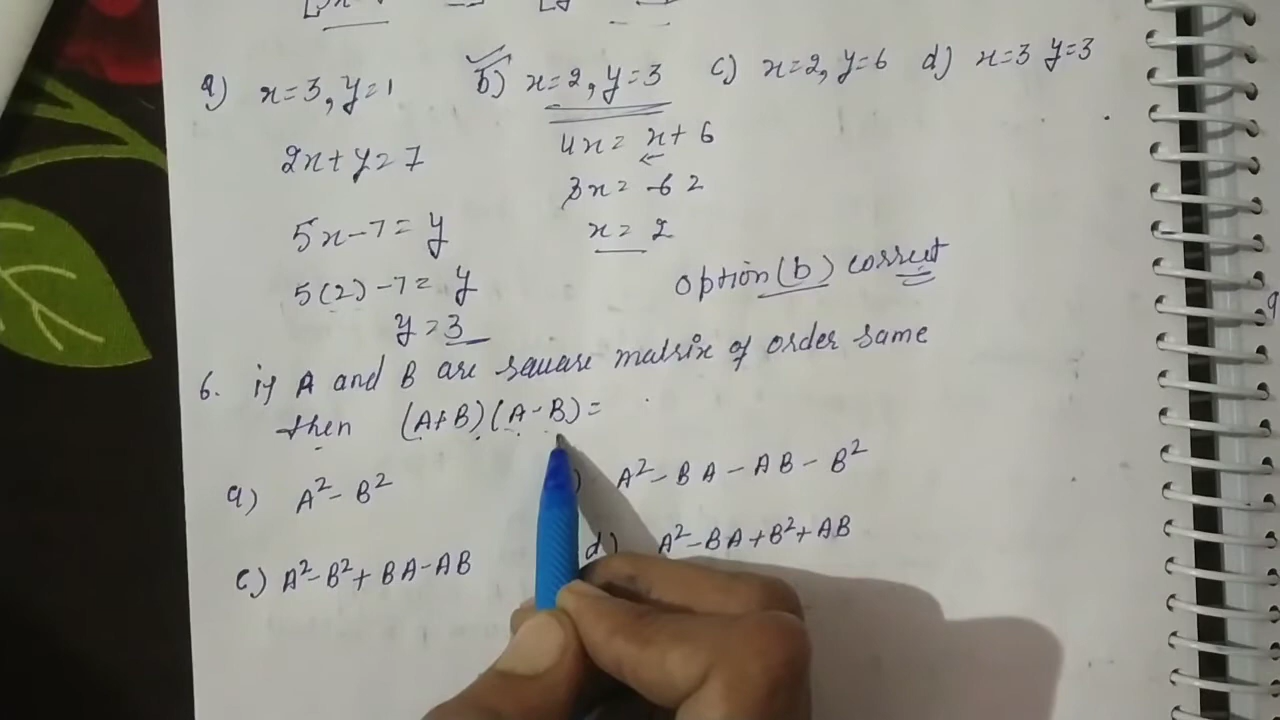 a) x=3, y=1 b) x=2, y=3 c) x=2, y=6 d) x=3 y=3
2x+y=7 4x= x+6
3x= -6 2
5x-7= y x= 2
5(2)-7= y option (b) correct
y=3
6. if A and B are square matrix of order same
then (A+B)(A-B)=
a) A²-B² ) A²-BA-AB-B²
c) A²-B²+BA-AB d) A²-BA+B²+AB